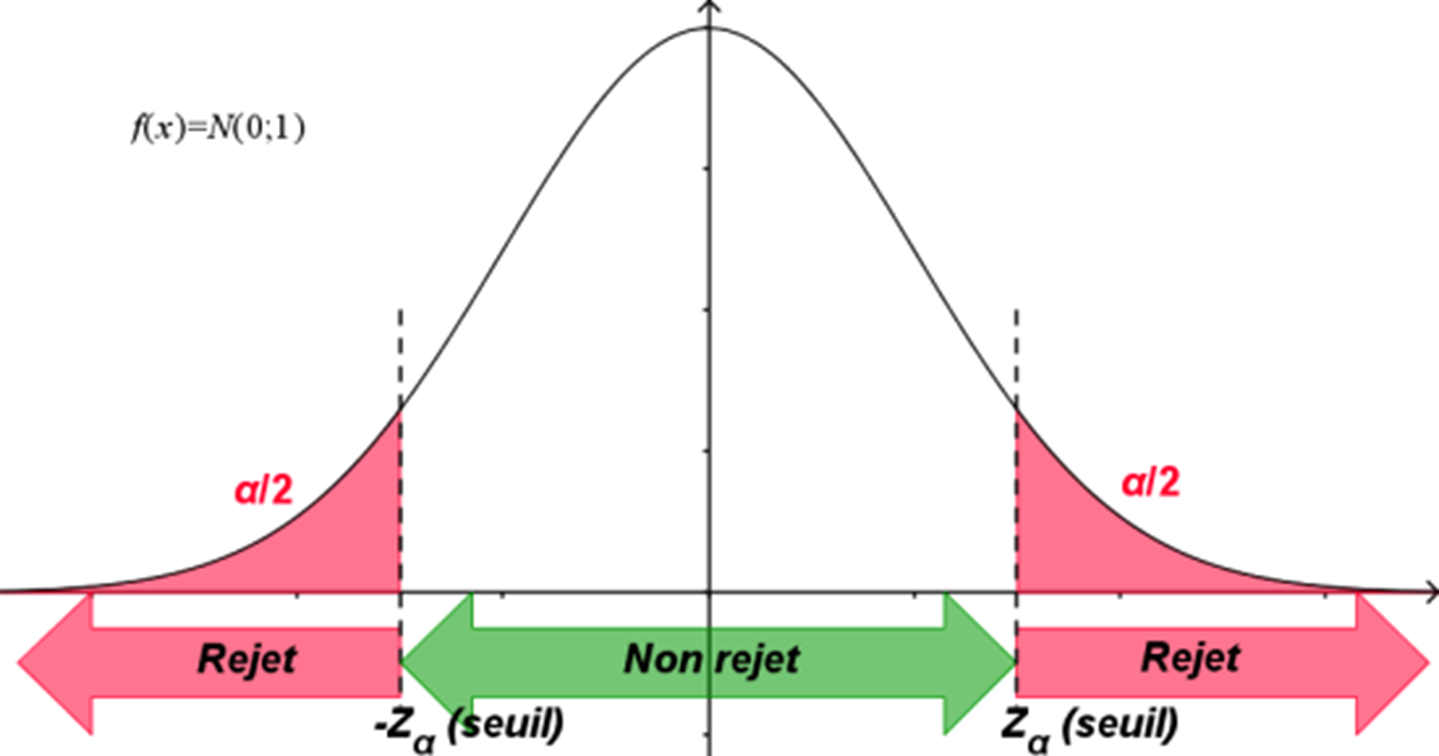 f(x)=N(0;1)
α/2
α/2
Rejet
Non rejet
Rejet
-Zα (seuil)
Zα (seuil)